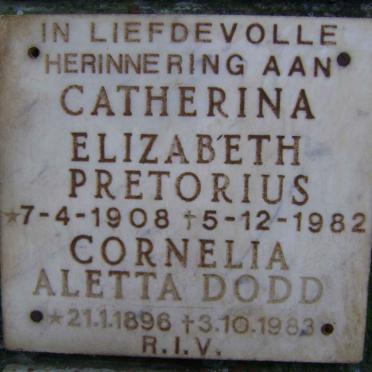 IN LIEFDEVOLLE
HERINNERING AAN
CATHERINA
ELIZABETH
PRETORIUS
*7-4-1908 †5-12-1982
CORNELIA
ALETTA DODD
*21.1.1896 †3.10.1983
R.I.V.